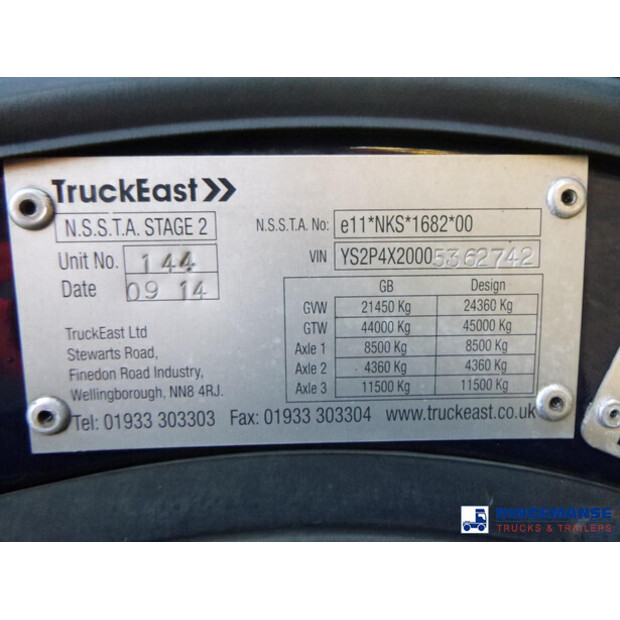 TruckEast
N.S.S.T.A. STAGE 2
N.S.S.T.A. No: e11*NKS*1682*00
Unit No. 144
VIN YS2P4X20005362742
Date 09 14
GB Design
GVW 21450 Kg 24360 Kg
GTW 44000 Kg 45000 Kg
Axle 1 8500 Kg 8500 Kg
Axle 2 4360 Kg 4360 Kg
Axle 3 11500 Kg 11500 Kg
TruckEast Ltd
Stewarts Road,
Finedon Road Industry,
Wellingborough, NN8 4RJ.
Tel: 01933 303303 Fax: 01933 303304 www.truckeast.co.uk
TRUCKS & TRAILERS